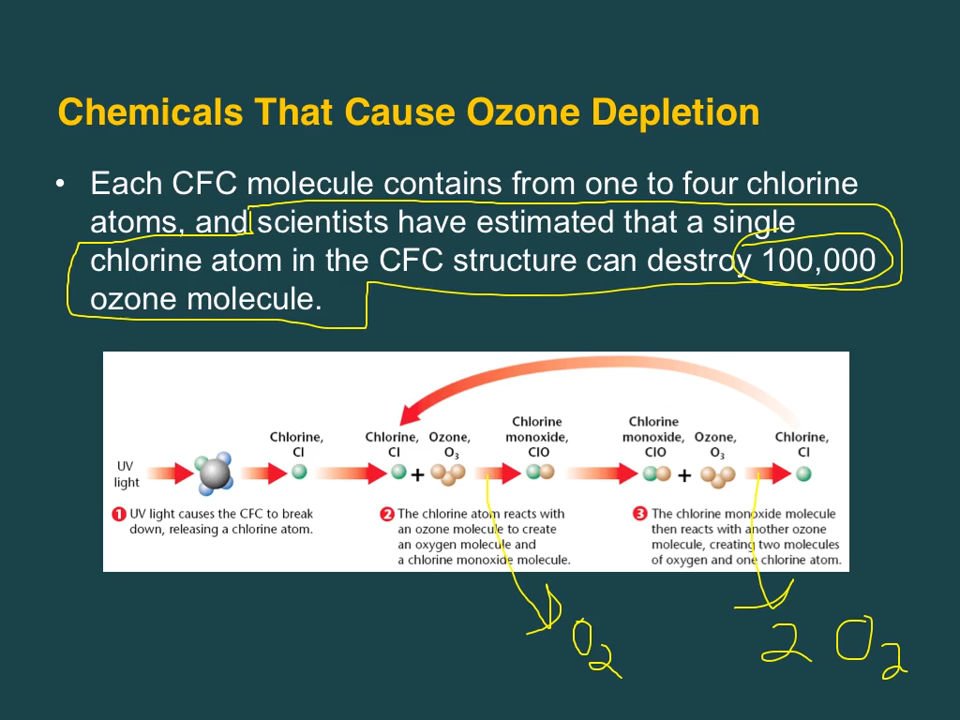 Chemicals That Cause Ozone Depletion
• Each CFC molecule contains from one to four chlorine
atoms, and scientists have estimated that a single
chlorine atom in the CFC structure can destroy 100,000
ozone molecule.
UV
light
Chlorine,
Cl
Chlorine,
Cl
+
Ozone,
O₃
Chlorine
monoxide,
ClO
Chlorine
monoxide,
ClO
+
Ozone,
O₃
Chlorine,
Cl
1 UV light causes the CFC to break
down, releasing a chlorine atom.
2 The chlorine atom reacts with
an ozone molecule to create
an oxygen molecule and
a chlorine monoxide molecule.
3 The chlorine monoxide molecule
then reacts with another ozone
molecule, creating two molecules
of oxygen and one chlorine atom.
O₂
2 O₂